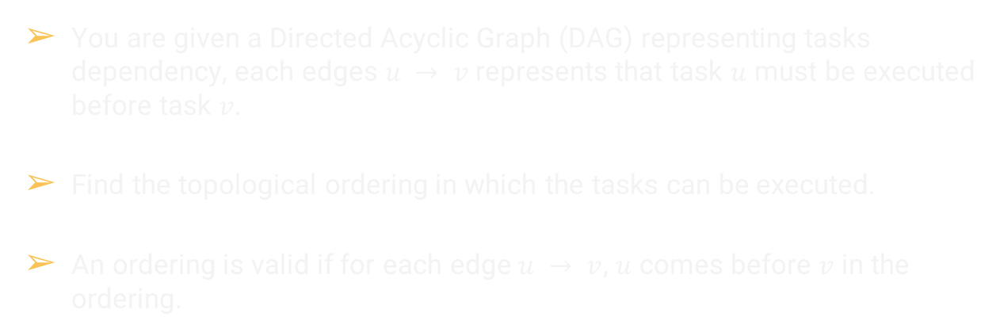 ➢ You are given a Directed Acyclic Graph (DAG) representing tasks
dependency, each edges u → v represents that task u must be executed
before task v.
➢ Find the topological ordering in which the tasks can be executed.
➢ An ordering is valid if for each edge u → v, u comes before v in the
ordering.